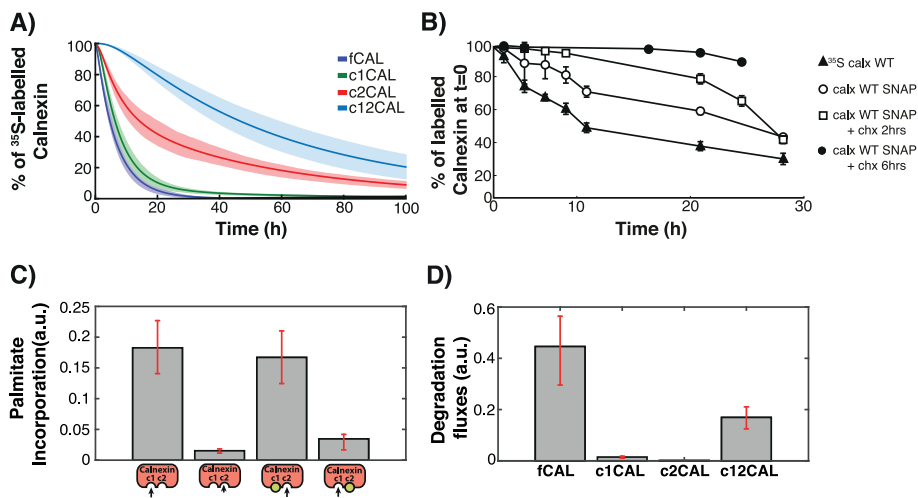 A)
% of ³⁵S-labelled
Calnexin
100
80
60
40
20
0
0 20 40 60 80 100
Time (h)
fCAL
c1CAL
c2CAL
c12CAL
B)
% of labelled
Calnexin at t=0
100
80
60
40
20
0
0 10 20 30
Time (h)
³⁵S calx WT
calx WT SNAP
calx WT SNAP
+ chx 2hrs
calx WT SNAP
+ chx 6hrs
C)
Palmitate
Incorporation(a.u.)
0.25
0.2
0.15
0.1
0.05
0
Calnexin
c1 c2
Calnexin
c1 c2
Calnexin
c1 c2
Calnexin
c1 c2
D)
Degradation
fluxes (a.u.)
0.6
0.4
0.2
0
fCAL c1CAL c2CAL c12CAL